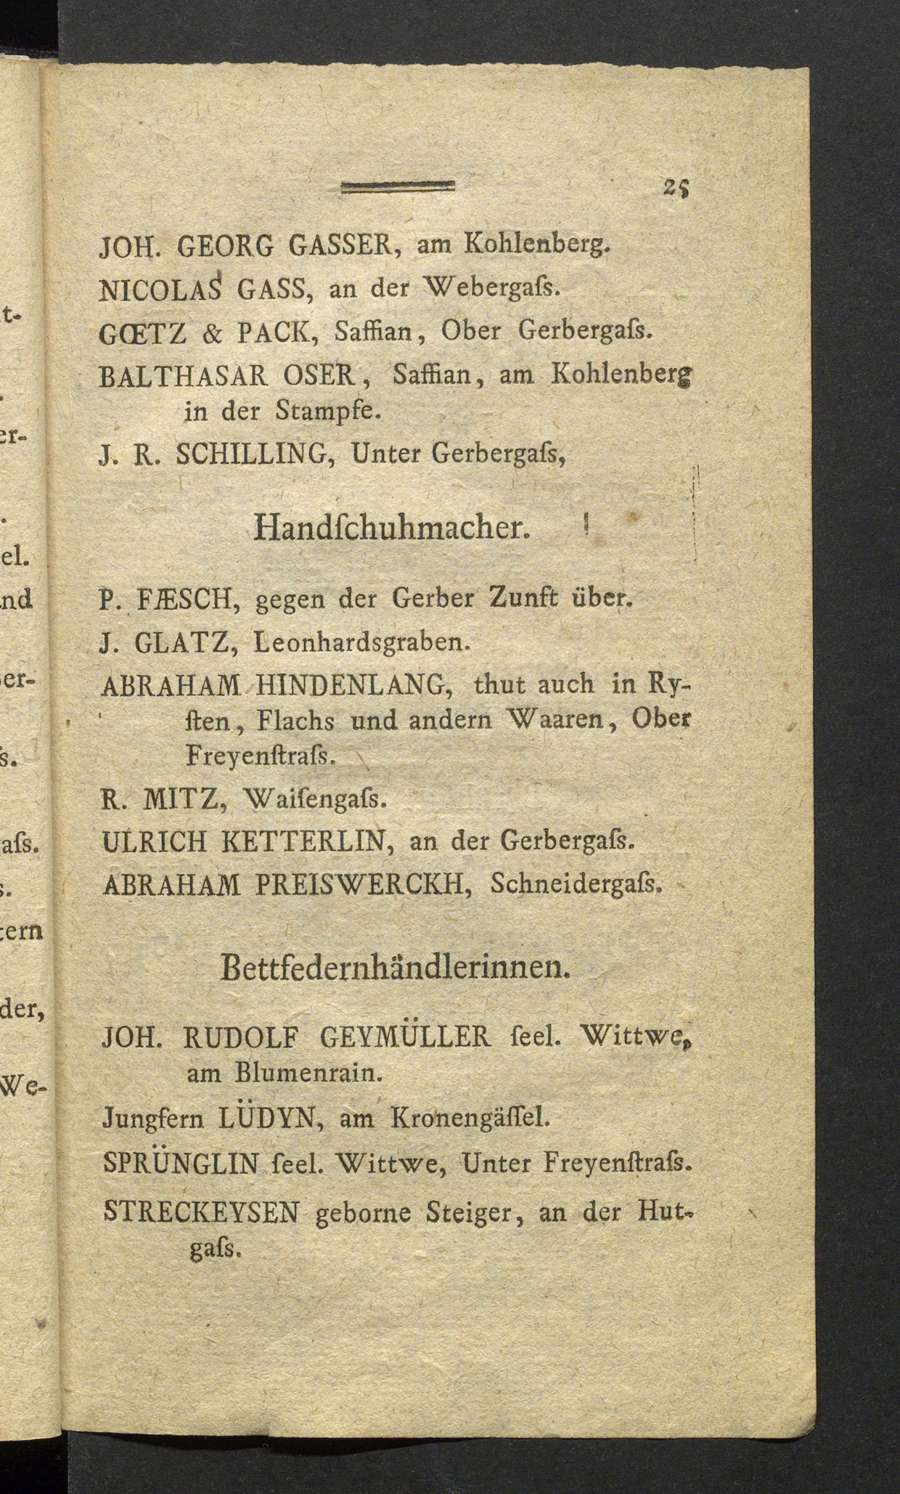 25
JOH. GEORG GASSER, am Kohlenberg.
NICOLAS GASS, an der Webergaſs.
GŒTZ & PACK, Saffian, Ober Gerbergaſs.
BALTHASAR OSER, Saffian, am Kohlenberg
in der Stampfe.
J. R. SCHILLING, Unter Gerbergaſs,
Handſchuhmacher.
P. FÆSCH, gegen der Gerber Zunft über.
J. GLATZ, Leonhardsgraben.
ABRAHAM HINDENLANG, thut auch in Ry-
ſten, Flachs und andern Waaren, Ober
Freyenſtraſs.
R. MITZ, Waiſengaſs.
ULRICH KETTERLIN, an der Gerbergaſs.
ABRAHAM PREISWERCKH, Schneidergaſs.
Bettfedernhändlerinnen.
JOH. RUDOLF GEYMÜLLER ſeel. Wittwe,
am Blumenrain.
Jungfern LÜDYN, am Kronengäſſel.
SPRÜNGLIN ſeel. Wittwe, Unter Freyenſtraſs.
STRECKEYSEN geborne Steiger, an der Hut-
gaſs.